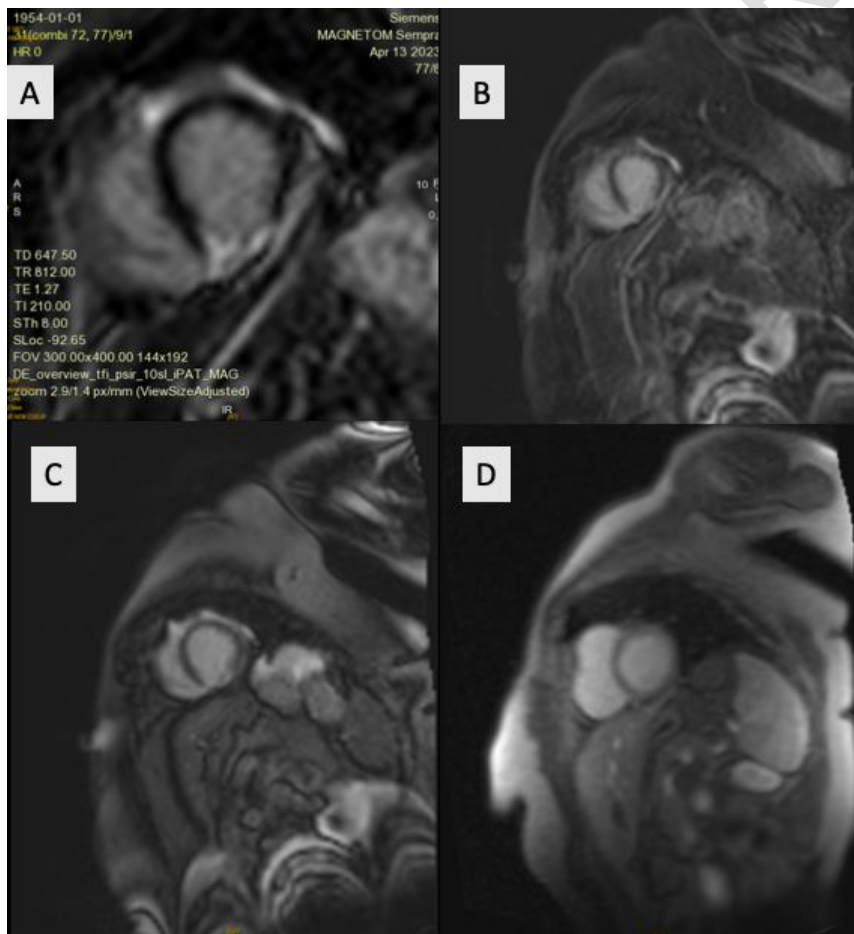 1954-01-01
Siemens
31(combi 72, 77)/9/1
MAGNETOM Sempra
HR 0
Apr 13 2023
A
B
A
R
S
10
TD 647.50
TR 812.00
TE 1.27
TI 210.00
STh 8.00
SLoc -92.65
FOV 300.00x400.00 144x192
DE_overview_tfi_psir_10sl_iPAT_MAG
zoom 2.9/1.4 px/mm (ViewSizeAdjusted)
IR
C
D